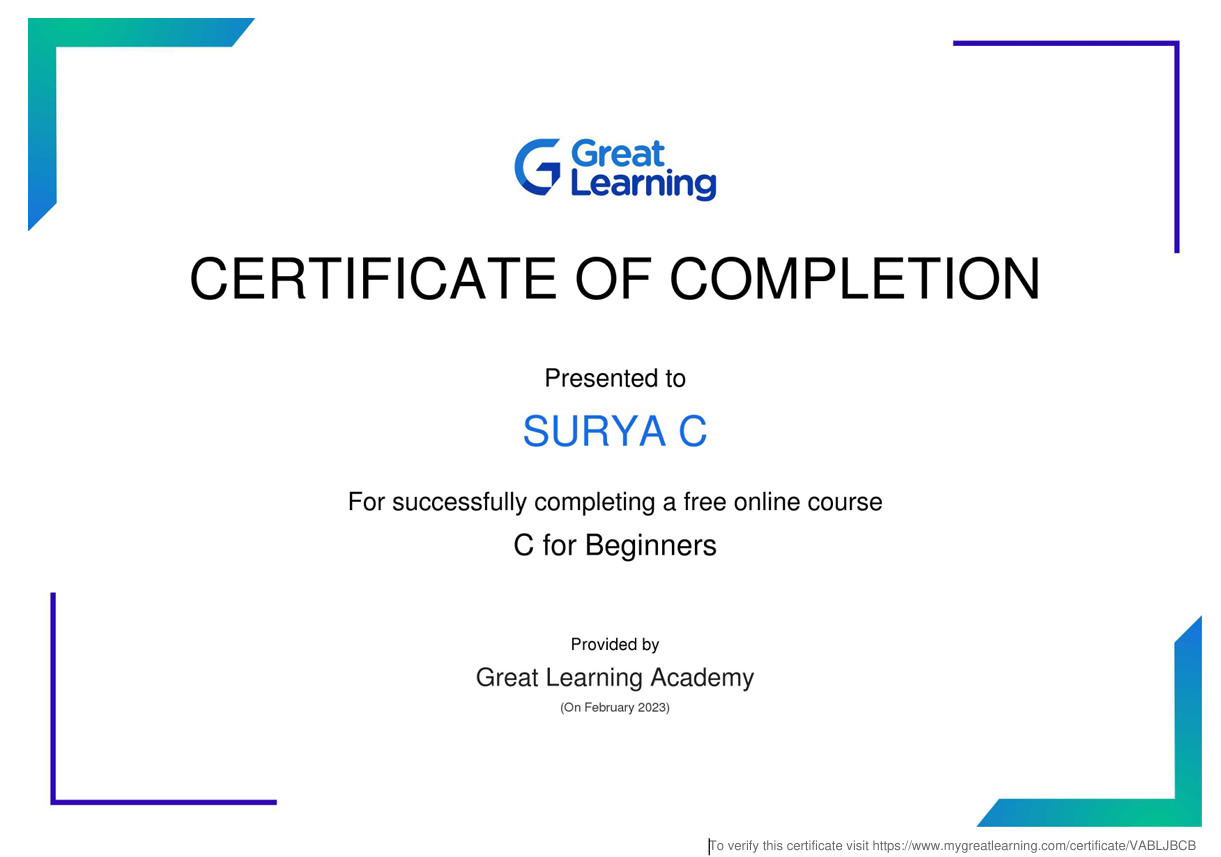 Great
Learning
CERTIFICATE OF COMPLETION
Presented to
SURYA C
For successfully completing a free online course
C for Beginners
Provided by
Great Learning Academy
(On February 2023)
To verify this certificate visit https://www.mygreatlearning.com/certificate/VABLJBCB